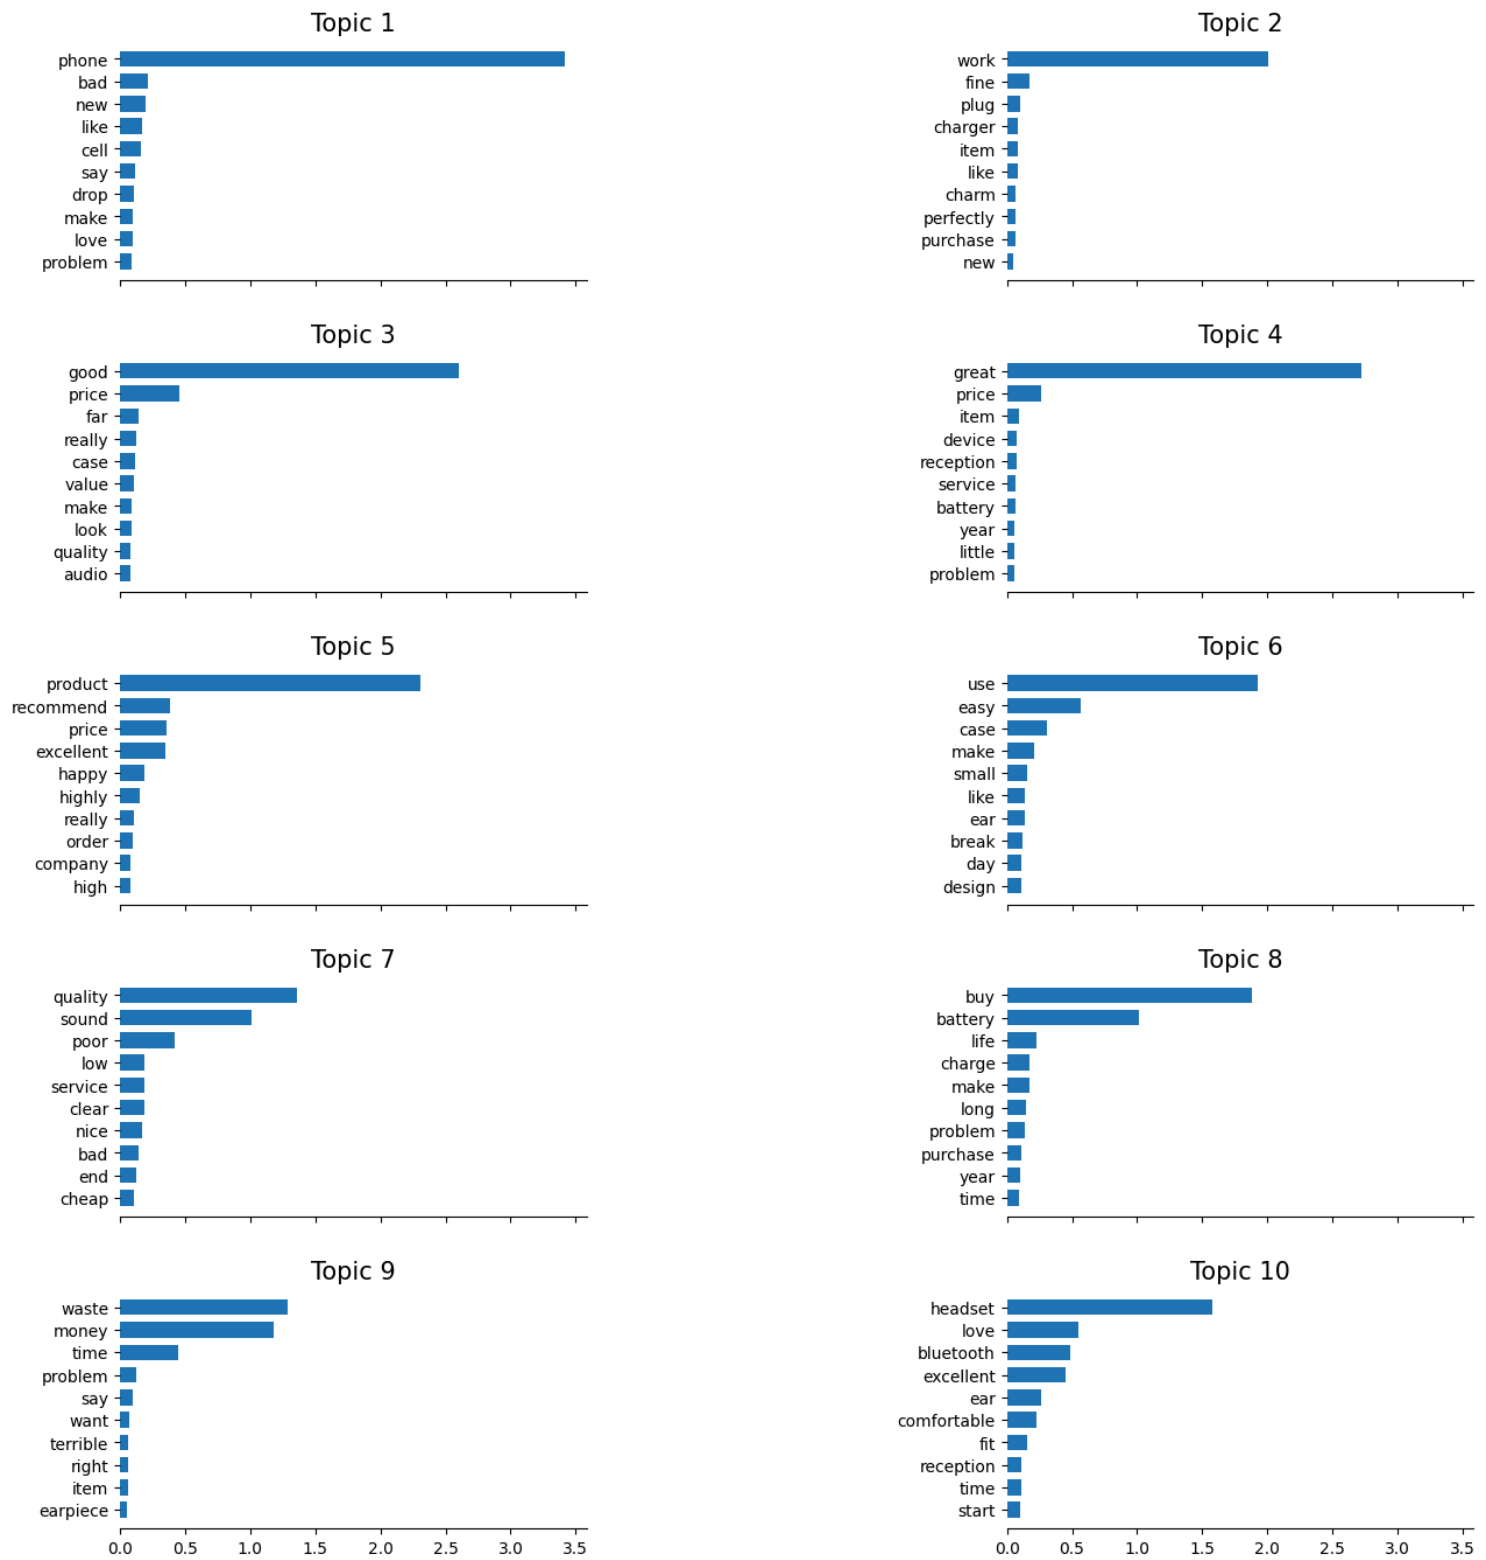 Topic 1
phone
bad
new
like
cell
say
drop
make
love
problem
Topic 2
work
fine
plug
charger
item
like
charm
perfectly
purchase
new
Topic 3
good
price
far
really
case
value
make
look
quality
audio
Topic 4
great
price
item
device
reception
service
battery
year
little
problem
Topic 5
product
recommend
price
excellent
happy
highly
really
order
company
high
Topic 6
use
easy
case
make
small
like
ear
break
day
design
Topic 7
quality
sound
poor
low
service
clear
nice
bad
end
cheap
Topic 8
buy
battery
life
charge
make
long
problem
purchase
year
time
Topic 9
waste
money
time
problem
say
want
terrible
right
item
earpiece
0.0 0.5 1.0 1.5 2.0 2.5 3.0 3.5
Topic 10
headset
love
bluetooth
excellent
ear
comfortable
fit
reception
time
start
0.0 0.5 1.0 1.5 2.0 2.5 3.0 3.5